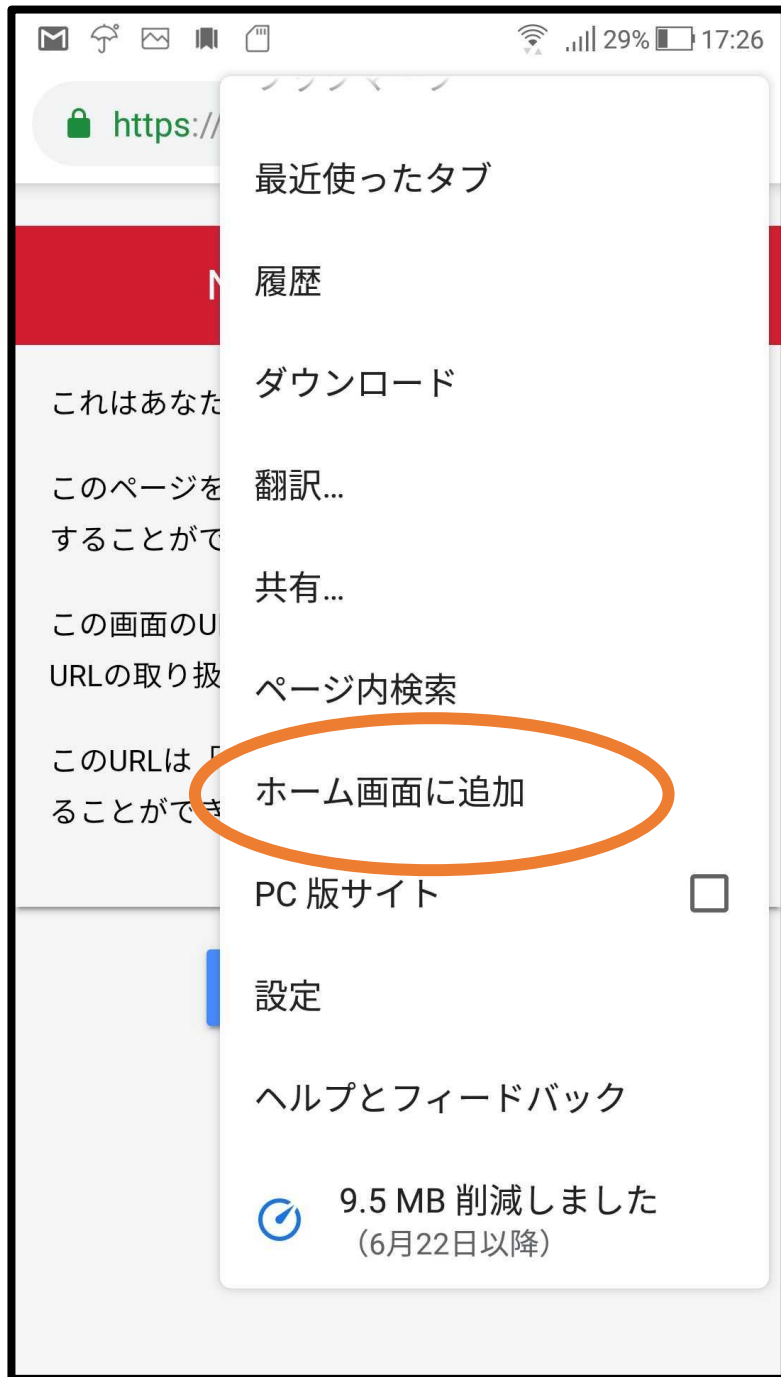 29% 17:26
https://
最近使ったタブ
N
履歴
これはあなた
ダウンロード
このページを
翻訳...
することがで
共有...
この画面のU
URLの取り扱
ページ内検索
このURLは「
ホーム画面に追加
ることができ
PC 版サイト
設定
ヘルプとフィードバック
9.5 MB 削減しました
（6月22日以降）